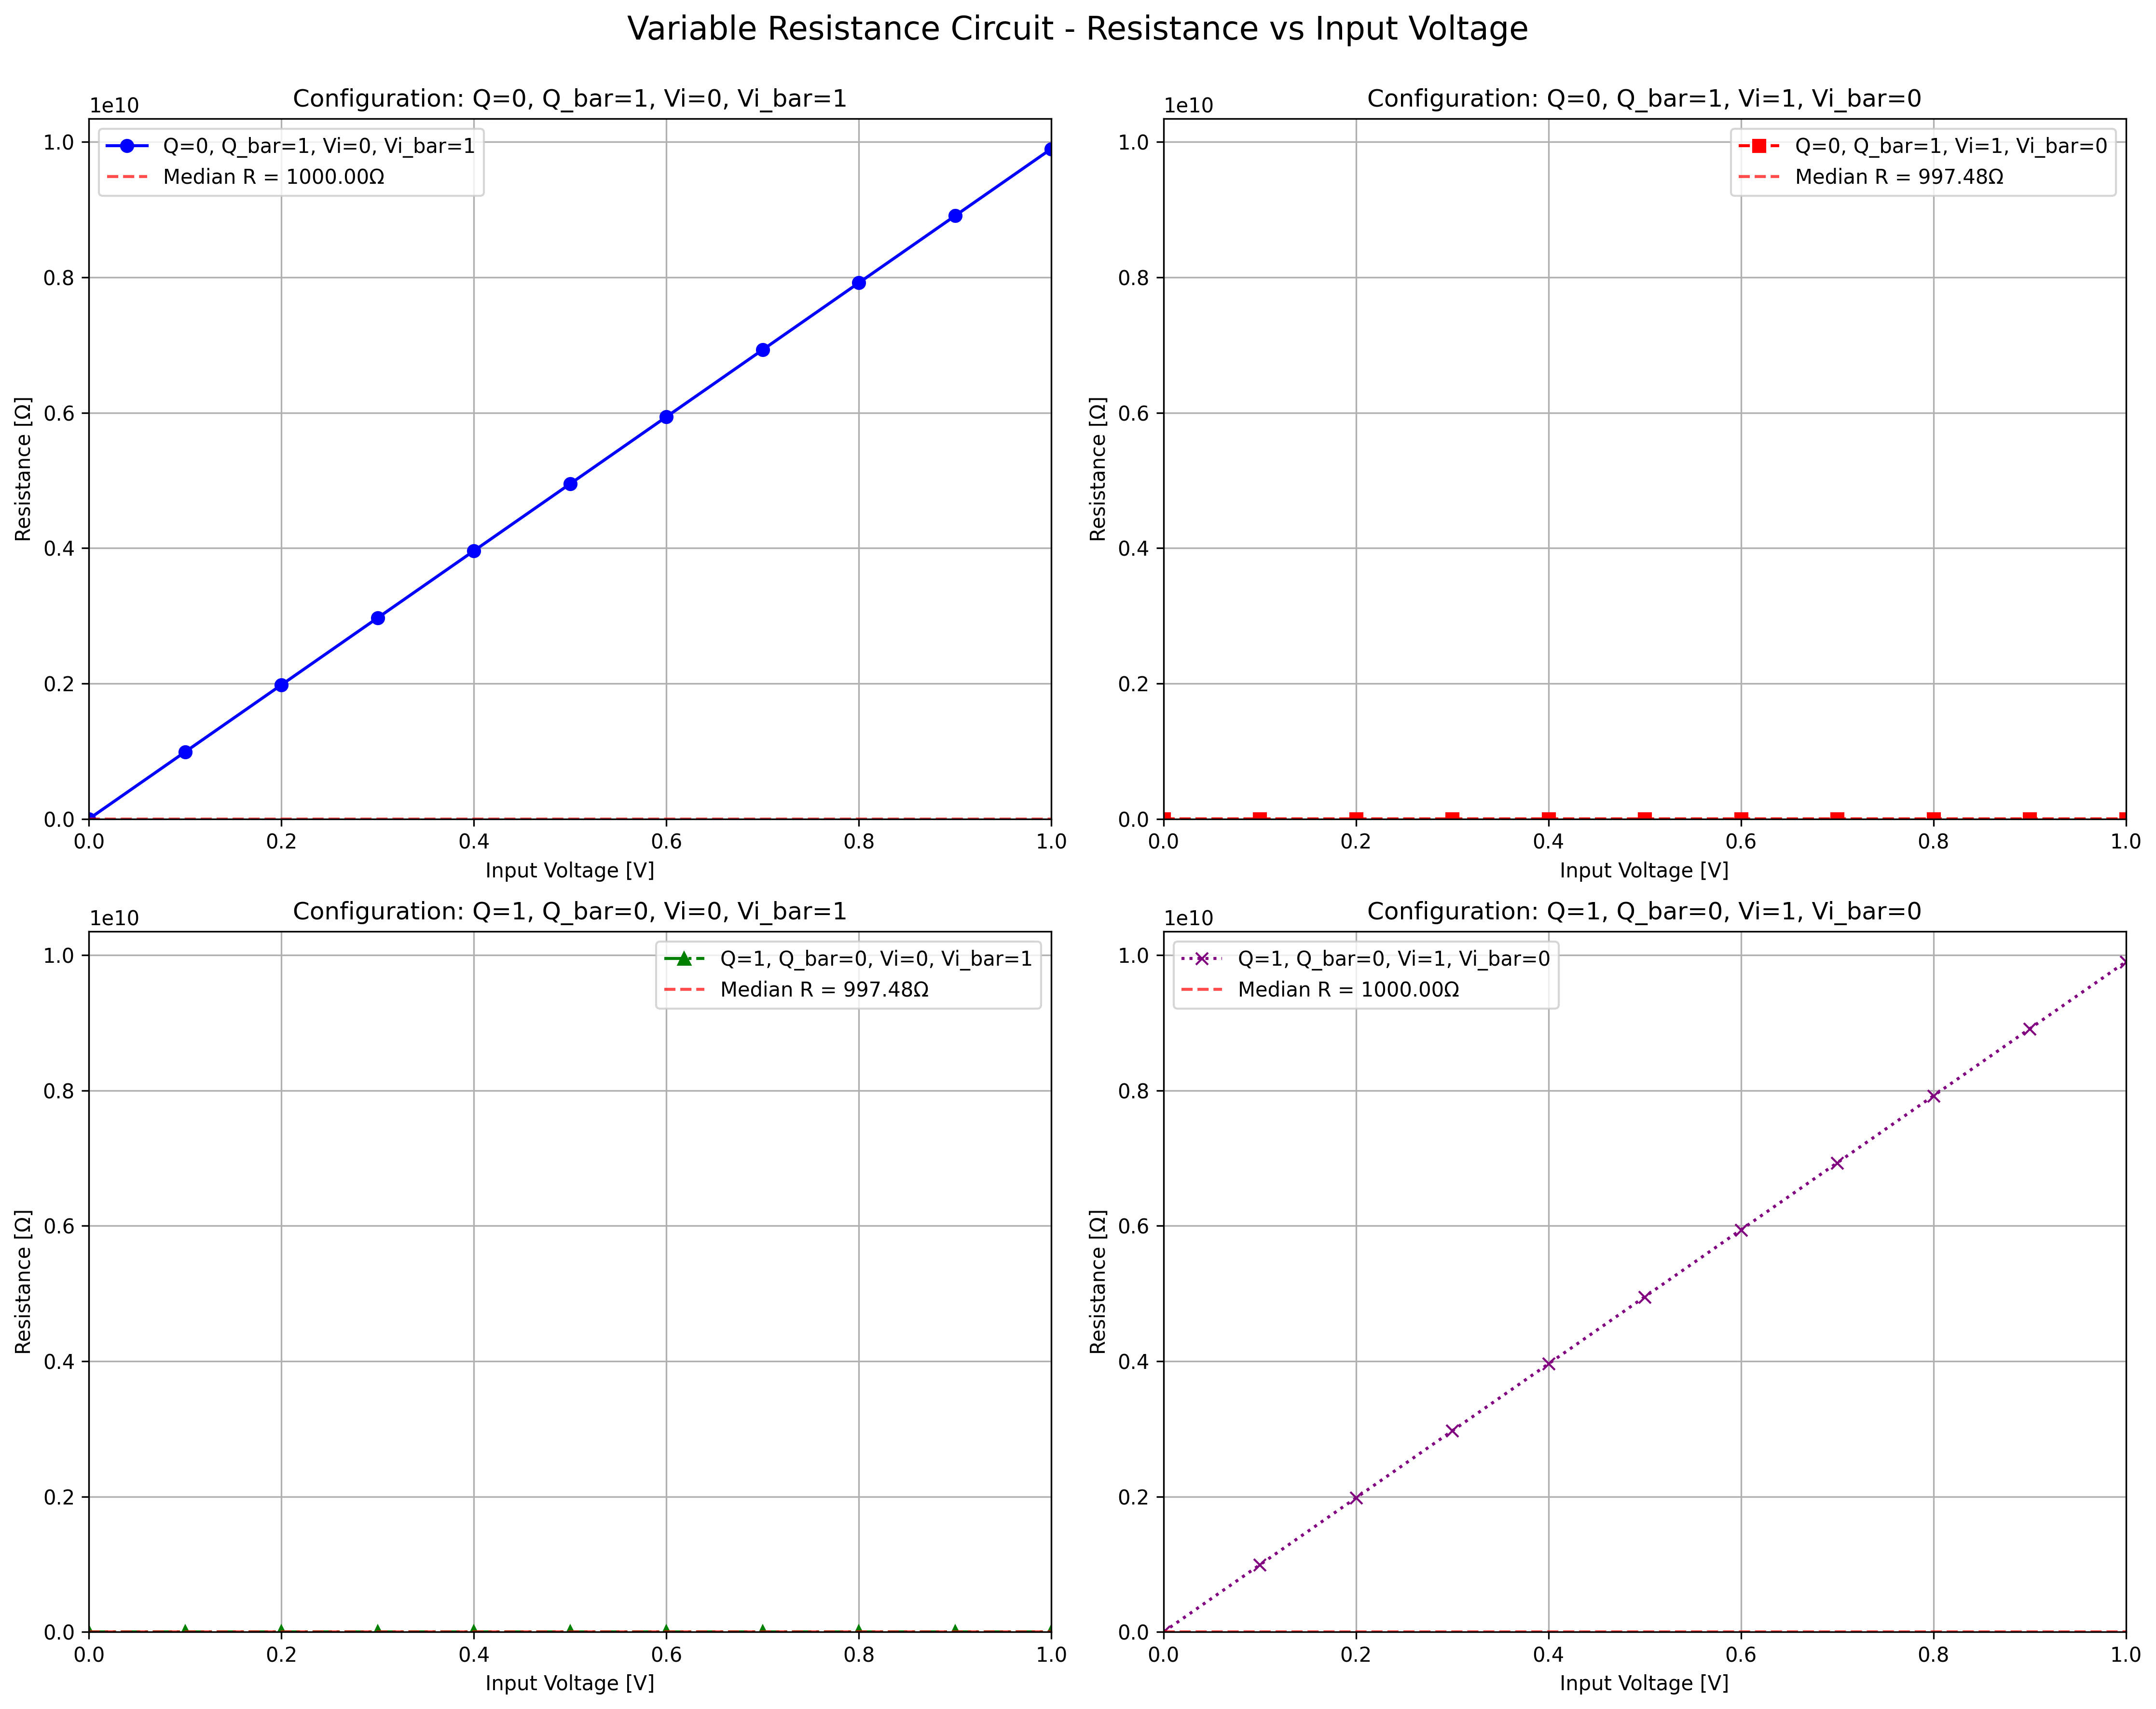 Variable Resistance Circuit - Resistance vs Input Voltage
Configuration: Q=0, Q_bar=1, Vi=0, Vi_bar=1
1e10
Q=0, Q_bar=1, Vi=0, Vi_bar=1
Median R = 1000.00Ω
1.0
0.8
0.6
0.4
0.2
0.0
Resistance [Ω]
0.0 0.2 0.4 0.6 0.8 1.0
Input Voltage [V]
Configuration: Q=0, Q_bar=1, Vi=1, Vi_bar=0
1e10
Q=0, Q_bar=1, Vi=1, Vi_bar=0
Median R = 997.48Ω
1.0
0.8
0.6
0.4
0.2
0.0
Resistance [Ω]
0.0 0.2 0.4 0.6 0.8 1.0
Input Voltage [V]
Configuration: Q=1, Q_bar=0, Vi=0, Vi_bar=1
1e10
Q=1, Q_bar=0, Vi=0, Vi_bar=1
Median R = 997.48Ω
1.0
0.8
0.6
0.4
0.2
0.0
Resistance [Ω]
0.0 0.2 0.4 0.6 0.8 1.0
Input Voltage [V]
Configuration: Q=1, Q_bar=0, Vi=1, Vi_bar=0
1e10
Q=1, Q_bar=0, Vi=1, Vi_bar=0
Median R = 1000.00Ω
1.0
0.8
0.6
0.4
0.2
0.0
Resistance [Ω]
0.0 0.2 0.4 0.6 0.8 1.0
Input Voltage [V]